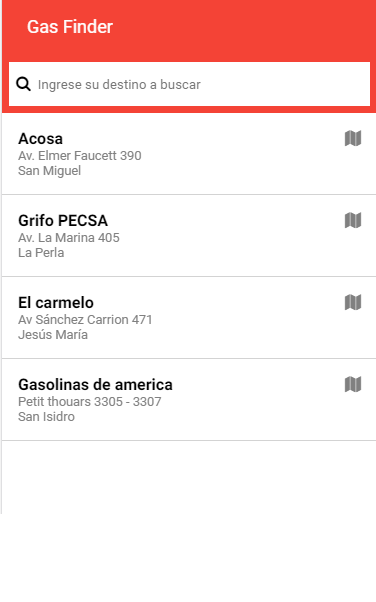 Gas Finder
Ingrese su destino a buscar
Acosa
Av. Elmer Faucett 390
San Miguel
Grifo PECSA
Av. La Marina 405
La Perla
El carmelo
Av Sánchez Carrion 471
Jesús María
Gasolinas de america
Petit thouars 3305 - 3307
San Isidro